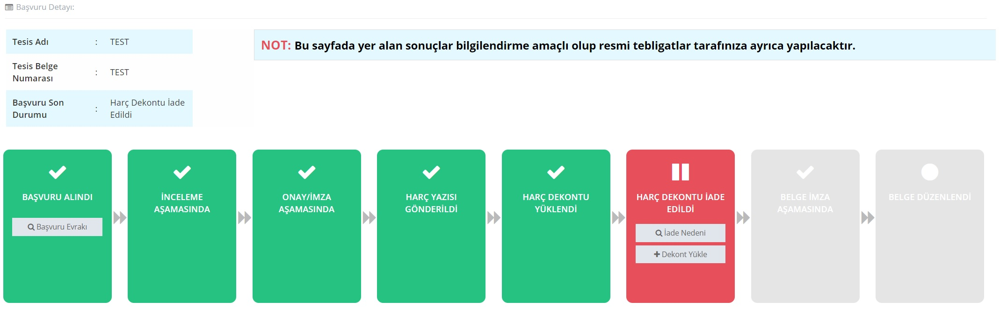 Başvuru Detayı:
Tesis Adı : TEST
NOT: Bu sayfada yer alan sonuçlar bilgilendirme amaçlı olup resmi tebligatlar tarafınıza ayrıca yapılacaktır.
Tesis Belge
Numarası : TEST
Başvuru Son
Durumu : Harç Dekontu İade
Edildi
BAŞVURU ALINDI
Başvuru Evrakı
İNCELEME
AŞAMASINDA
ONAY/İMZA
AŞAMASINDA
HARÇ YAZISI
GÖNDERİLDİ
HARÇ DEKONTU
YÜKLENDİ
HARÇ DEKONTU İADE
EDİLDİ
İade Nedeni
Dekont Yükle
BELGE İMZA
AŞAMASINDA
BELGE DÜZENLENDİ